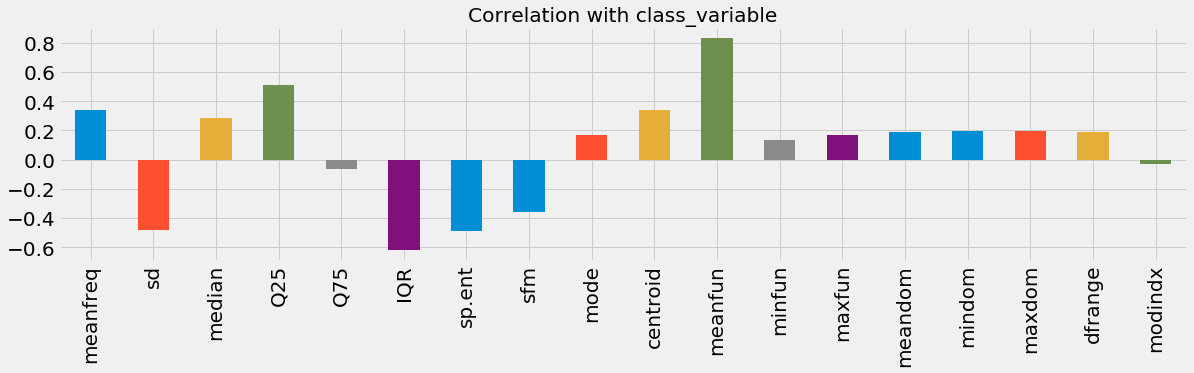 Correlation with class_variable
0.8
0.6
0.4
0.2
0.0
−0.2
−0.4
−0.6
meanfreq
sd
median
Q25
Q75
IQR
sp.ent
sfm
mode
centroid
meanfun
minfun
maxfun
meandom
mindom
maxdom
dfrange
modindx